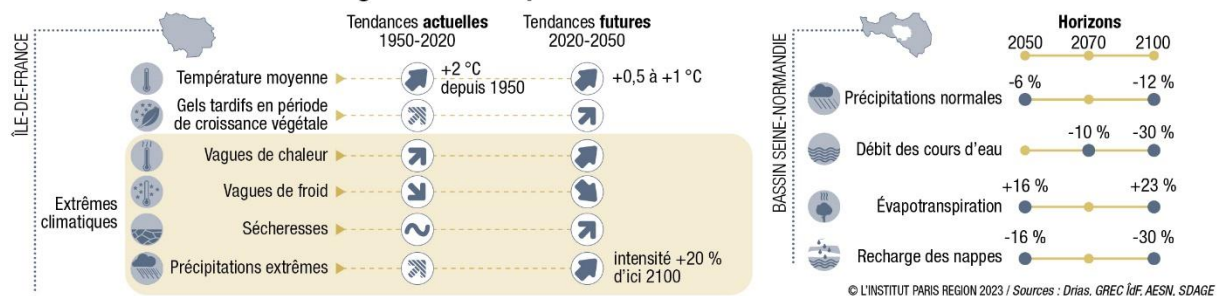 ÎLE-DE-FRANCE
Tendances actuelles
1950-2020
Tendances futures
2020-2050
Température moyenne
+2 °C
depuis 1950
+0,5 à +1 °C
Gels tardifs en période
de croissance végétale
Extrêmes
climatiques
Vagues de chaleur
Vagues de froid
Sécheresses
Précipitations extrêmes
intensité +20 %
d'ici 2100
BASSIN SEINE-NORMANDIE
Horizons
2050 2070 2100
Précipitations normales
-6 % -12 %
Débit des cours d'eau
-10 % -30 %
Évapotranspiration
+16 % +23 %
Recharge des nappes
-16 % -30 %
© L'INSTITUT PARIS REGION 2023 / Sources : Drias, GREC ÎdF, AESN, SDAGE